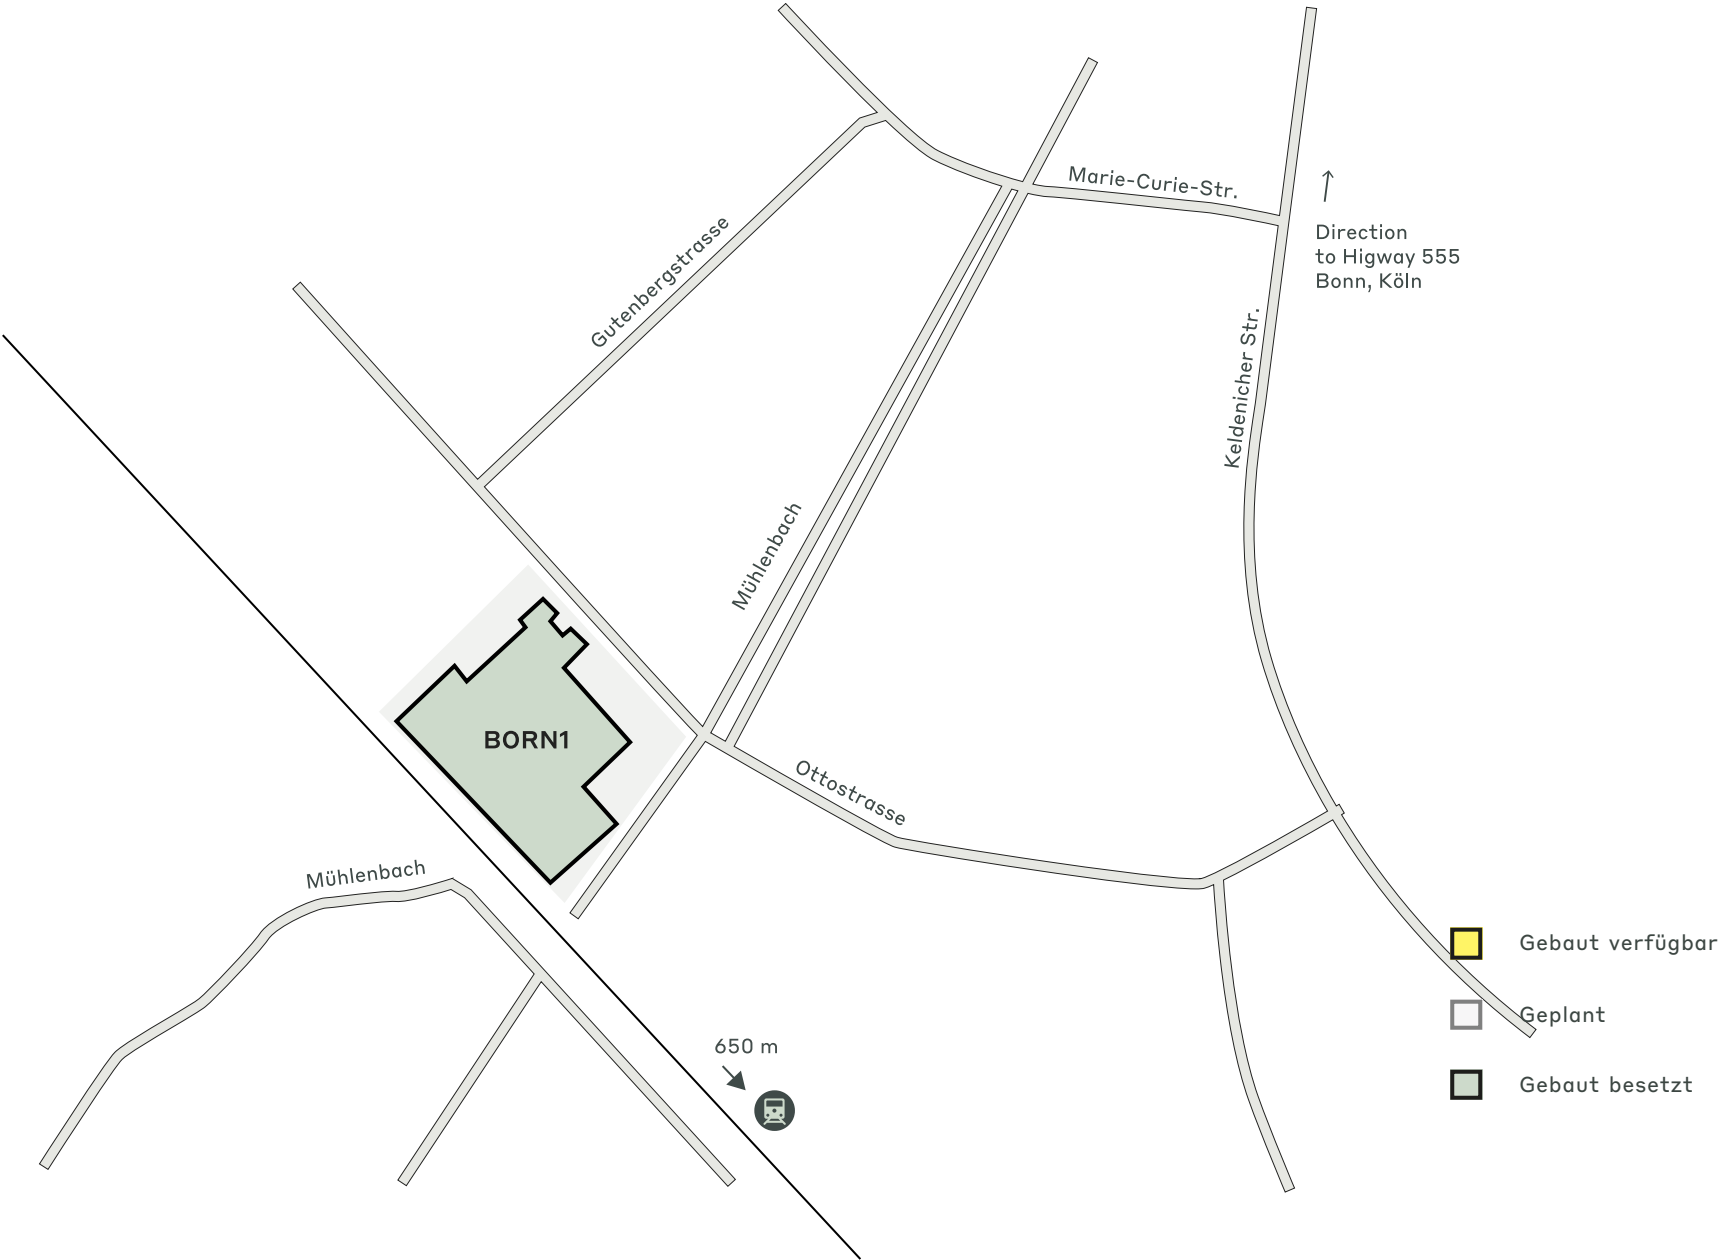 Marie-Curie-Str.
Direction
to Higway 555
Bonn, Köln
Gutenbergstrasse
Keldenicher Str.
Mühlenbach
BORN1
Ottostrasse
Mühlenbach
Gebaut verfügbar
Geplant
650 m
Gebaut besetzt